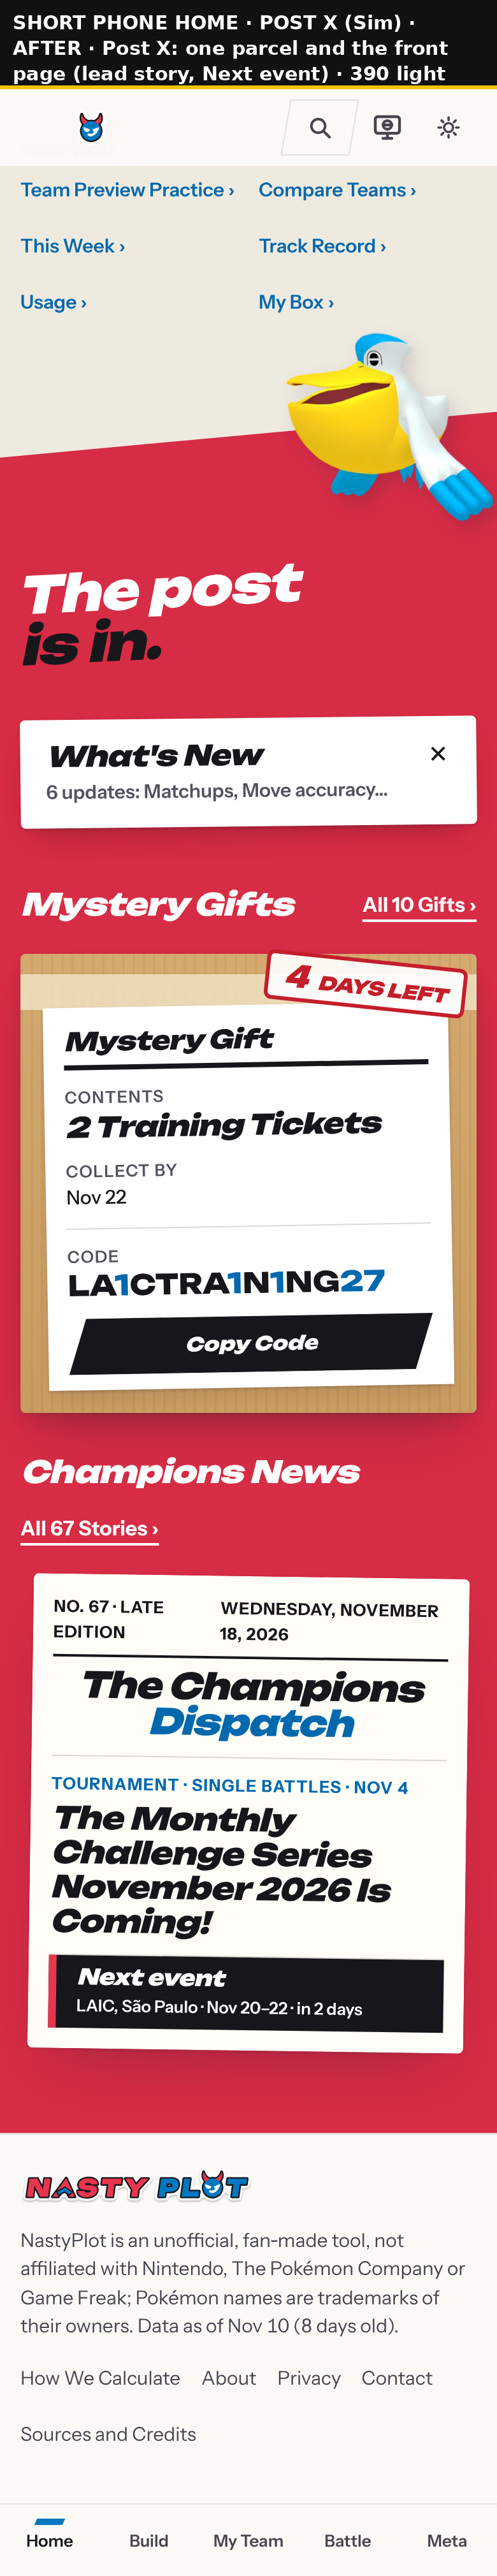 SHORT PHONE HOME · POST X (Sim) ·
AFTER · Post X: one parcel and the front
page (lead story, Next event) · 390 light
Team Preview Practice › Compare Teams ›
This Week › Track Record ›
Usage › My Box ›
The post
is in.
What's New ✕
6 updates: Matchups, Move accuracy...
Mystery Gifts All 10 Gifts ›
4 DAYS LEFT
Mystery Gift
CONTENTS
2 Training Tickets
COLLECT BY
Nov 22
CODE
LA1CTRA1N1NG27
Copy Code
Champions News
All 67 Stories ›
NO. 67 · LATE
EDITION
WEDNESDAY, NOVEMBER
18, 2026
The Champions
Dispatch
TOURNAMENT · SINGLE BATTLES · NOV 4
The Monthly
Challenge Series
November 2026 Is
Coming!
Next event
LAIC, São Paulo · Nov 20–22 · in 2 days
NASTY PLOT
NastyPlot is an unofficial, fan-made tool, not
affiliated with Nintendo, The Pokémon Company or
Game Freak; Pokémon names are trademarks of
their owners. Data as of Nov 10 (8 days old).
How We Calculate About Privacy Contact
Sources and Credits
Home Build My Team Battle Meta